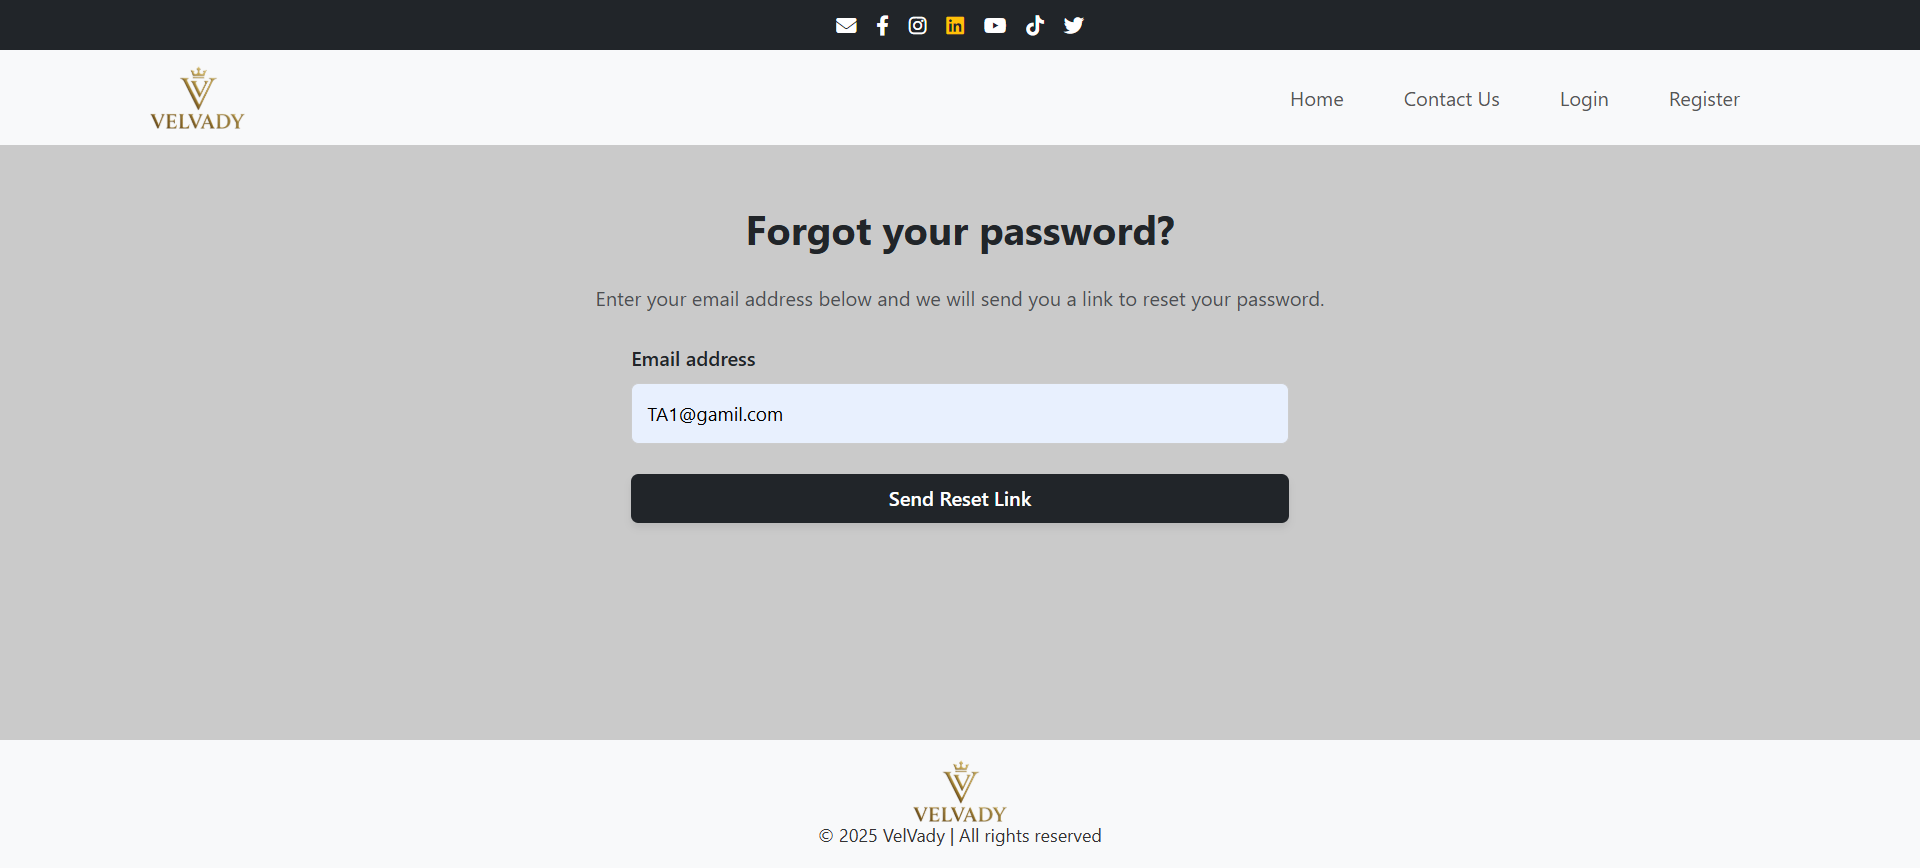 VELVADY
Home Contact Us Login Register
Forgot your password?
Enter your email address below and we will send you a link to reset your password.
Email address
TA1@gamil.com
Send Reset Link
VELVADY
© 2025 VelVady | All rights reserved